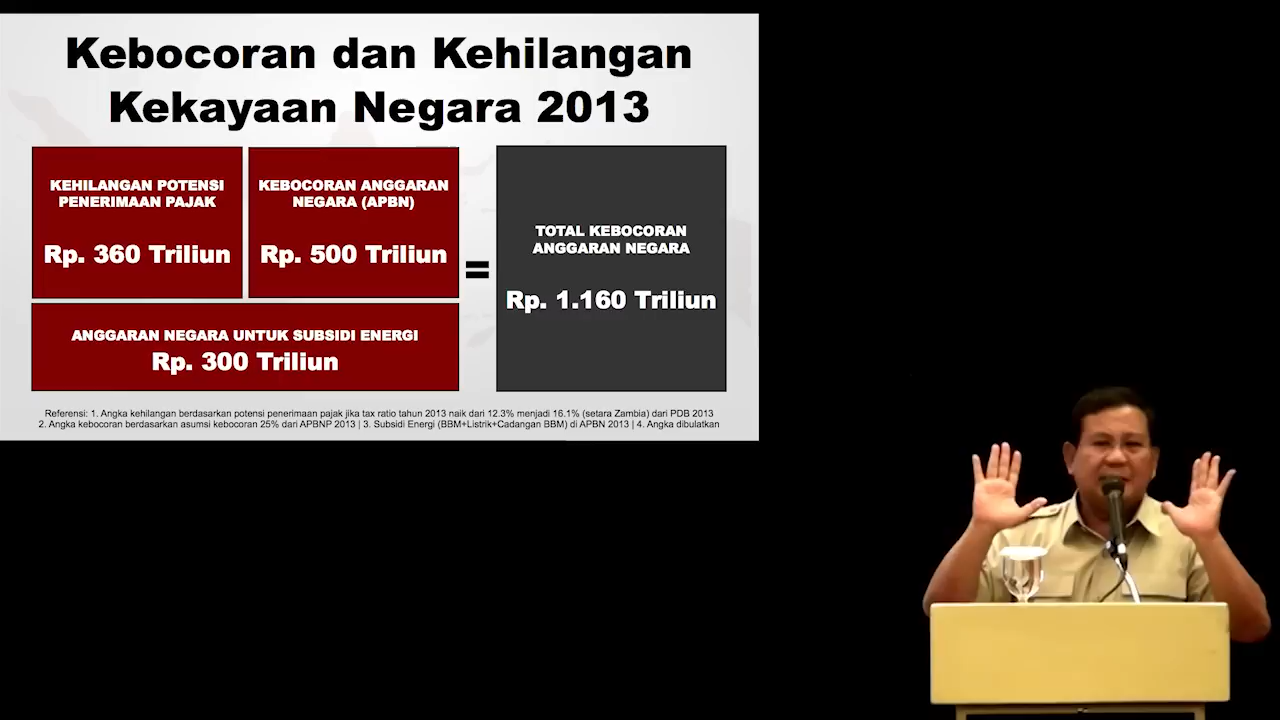 Kebocoran dan Kehilangan
Kekayaan Negara 2013
KEHILANGAN POTENSI
PENERIMAAN PAJAK
Rp. 360 Triliun
KEBOCORAN ANGGARAN
NEGARA (APBN)
Rp. 500 Triliun
ANGGARAN NEGARA UNTUK SUBSIDI ENERGI
Rp. 300 Triliun
=
TOTAL KEBOCORAN
ANGGARAN NEGARA
Rp. 1.160 Triliun
Referensi: 1. Angka kehilangan berdasarkan potensi penerimaan pajak jika tax ratio tahun 2013 naik dari 12.3% menjadi 16.1% (setara Zambia) dari PDB 2013
2. Angka kebocoran berdasarkan asumsi kebocoran 25% dari APBNP 2013 | 3. Subsidi Energi (BBM+Listrik+Cadangan BBM) di APBN 2013 | 4. Angka dibulatkan